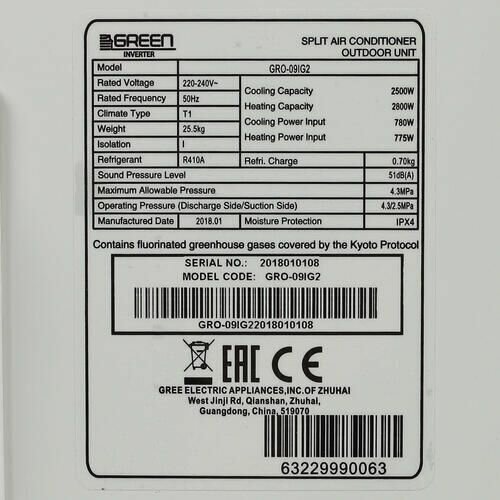 GREEN
INVERTER
SPLIT AIR CONDITIONER
OUTDOOR UNIT
Model GRO-09IG2
Rated Voltage 220-240V~
Rated Frequency 50Hz
Climate Type T1
Weight 25.5kg
Isolation I
Cooling Capacity 2500W
Heating Capacity 2800W
Cooling Power Input 780W
Heating Power Input 775W
Refrigerant R410A Refri. Charge 0.70kg
Sound Pressure Level 51dB(A)
Maximum Allowable Pressure 4.3MPa
Operating Pressure (Discharge Side/Suction Side) 4.3/2.5MPa
Manufactured Date 2018.01 Moisture Protection IPX4
Contains fluorinated greenhouse gases covered by the Kyoto Protocol
SERIAL NO.: 2018010108
MODEL CODE: GRO-09IG2
GRO-09IG22018010108
EAC CE
GREE ELECTRIC APPLIANCES,INC.OF ZHUHAI
West Jinji Rd, Qianshan, Zhuhai,
Guangdong, China, 519070
63229990063